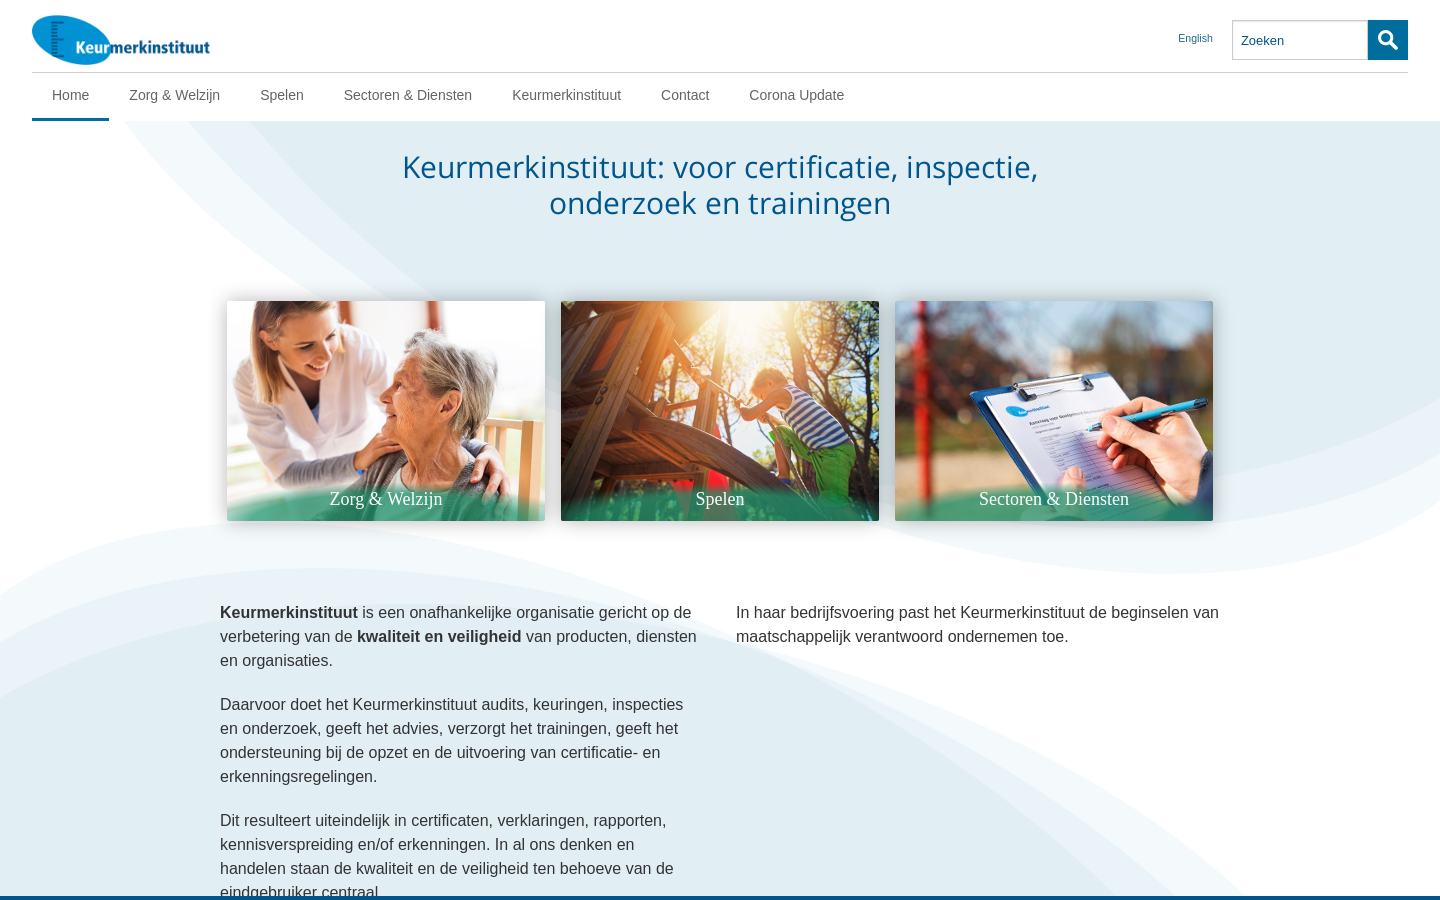 Keurmerkinstituut
English
Zoeken
Home
Zorg & Welzijn
Spelen
Sectoren & Diensten
Keurmerkinstituut
Contact
Corona Update
Keurmerkinstituut: voor certificatie, inspectie,
onderzoek en trainingen
Zorg & Welzijn
Spelen
Sectoren & Diensten
Keurmerkinstituut is een onafhankelijke organisatie gericht op de
verbetering van de kwaliteit en veiligheid van producten, diensten
en organisaties.
Daarvoor doet het Keurmerkinstituut audits, keuringen, inspecties
en onderzoek, geeft het advies, verzorgt het trainingen, geeft het
ondersteuning bij de opzet en de uitvoering van certificatie- en
erkenningsregelingen.
Dit resulteert uiteindelijk in certificaten, verklaringen, rapporten,
kennisverspreiding en/of erkenningen. In al ons denken en
handelen staan de kwaliteit en de veiligheid ten behoeve van de
eindgebruiker centraal.
In haar bedrijfsvoering past het Keurmerkinstituut de beginselen van
maatschappelijk verantwoord ondernemen toe.